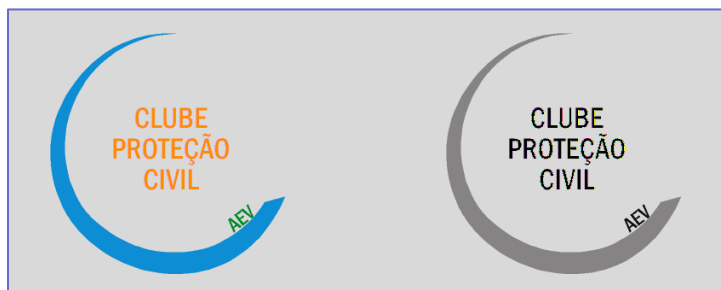 CLUBE
PROTEÇÃO
CIVIL
AEV
CLUBE
PROTEÇÃO
CIVIL
AEV